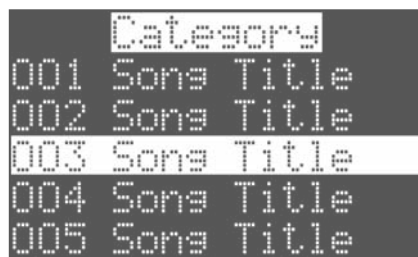 Category
001 Song Title
002 Song Title
003 Song Title
004 Song Title
005 Song Title